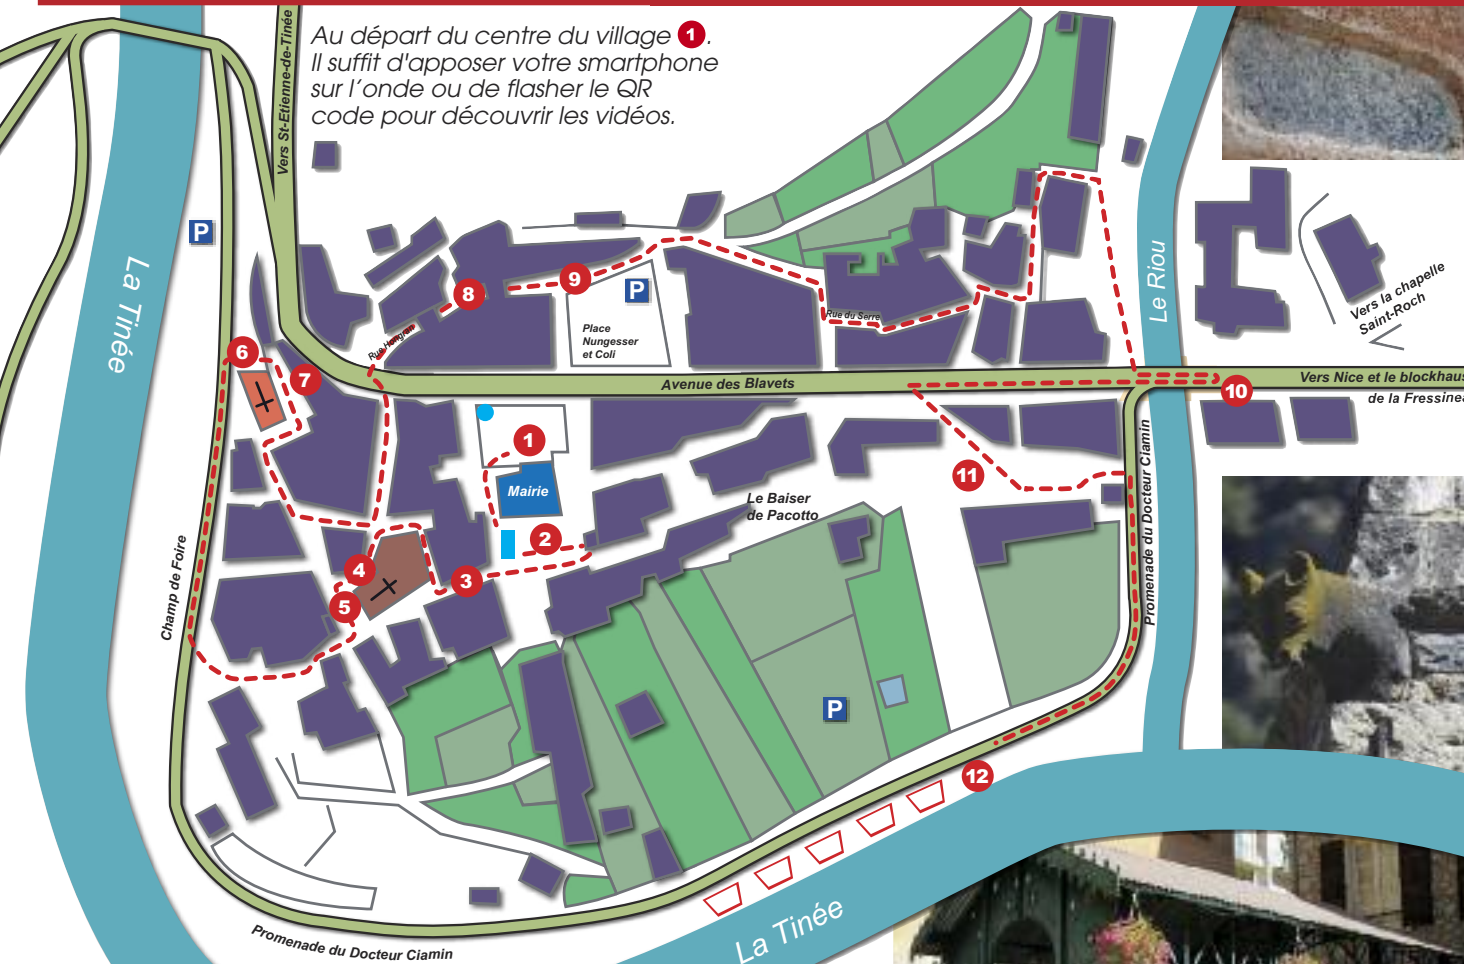 Au départ du centre du village 1.
Il suffit d'apposer votre smartphone
sur l'onde ou de flasher le QR
code pour découvrir les vidéos.
Vers St-Etienne-de-Tinée
La Tinée
P
Le Riou
Vers la chapelle
Saint-Roch
8
9
P
Place
Nungesser
et Coli
Rue du Serre
Rue Hongran
6
7
Avenue des Blavets
Vers Nice et le blockhaus
de la Fressinea
10
1
Mairie
11
Le Baiser
de Pacotto
2
3
4
5
Champ de Foire
Promenade du Docteur Ciamin
P
12
La Tinée
Promenade du Docteur Ciamin